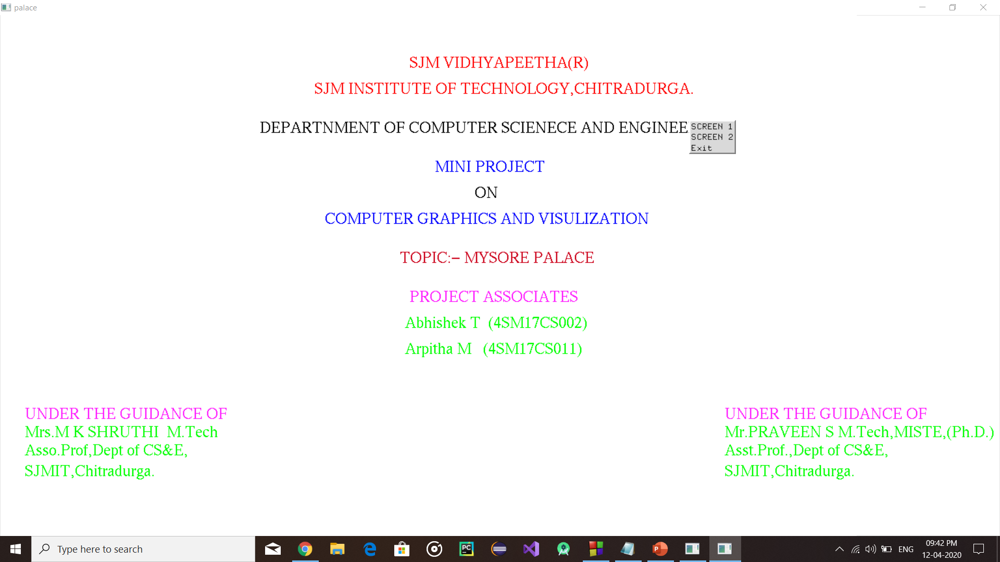 palace
SJM VIDHYAPEETHA(R)
SJM INSTITUTE OF TECHNOLOGY,CHITRADURGA.
DEPARTNMENT OF COMPUTER SCIENECE AND ENGINEE
SCREEN 1
SCREEN 2
Exit
MINI PROJECT
ON
COMPUTER GRAPHICS AND VISULIZATION
TOPIC:– MYSORE PALACE
PROJECT ASSOCIATES
Abhishek T (4SM17CS002)
Arpitha M (4SM17CS011)
UNDER THE GUIDANCE OF
Mrs.M K SHRUTHI M.Tech
Asso.Prof,Dept of CS&E,
SJMIT,Chitradurga.
UNDER THE GUIDANCE OF
Mr.PRAVEEN S M.Tech,MISTE,(Ph.D.)
Asst.Prof.,Dept of CS&E,
SJMIT,Chitradurga.
Type here to search
PC
P
ENG
09:42 PM
12-04-2020